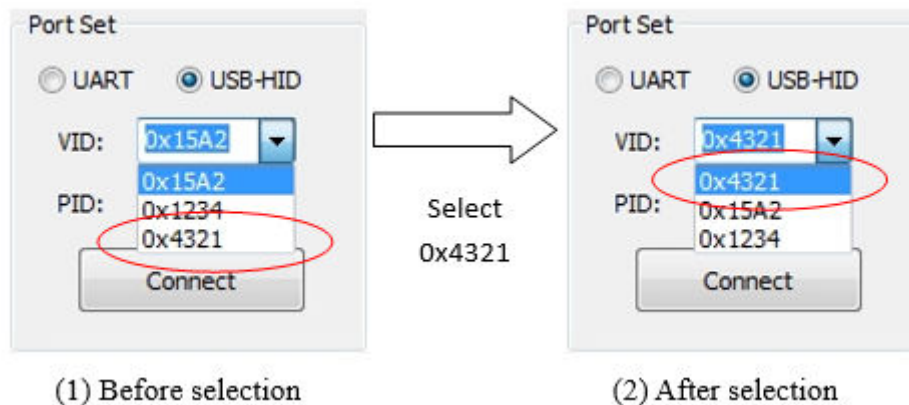 Port Set
UART
USB-HID
VID:
0x15A2
0x15A2
PID:
0x1234
0x4321
Connect
Select
0x4321
Port Set
UART
USB-HID
VID:
0x4321
0x4321
PID:
0x15A2
0x1234
Connect
(1) Before selection
(2) After selection